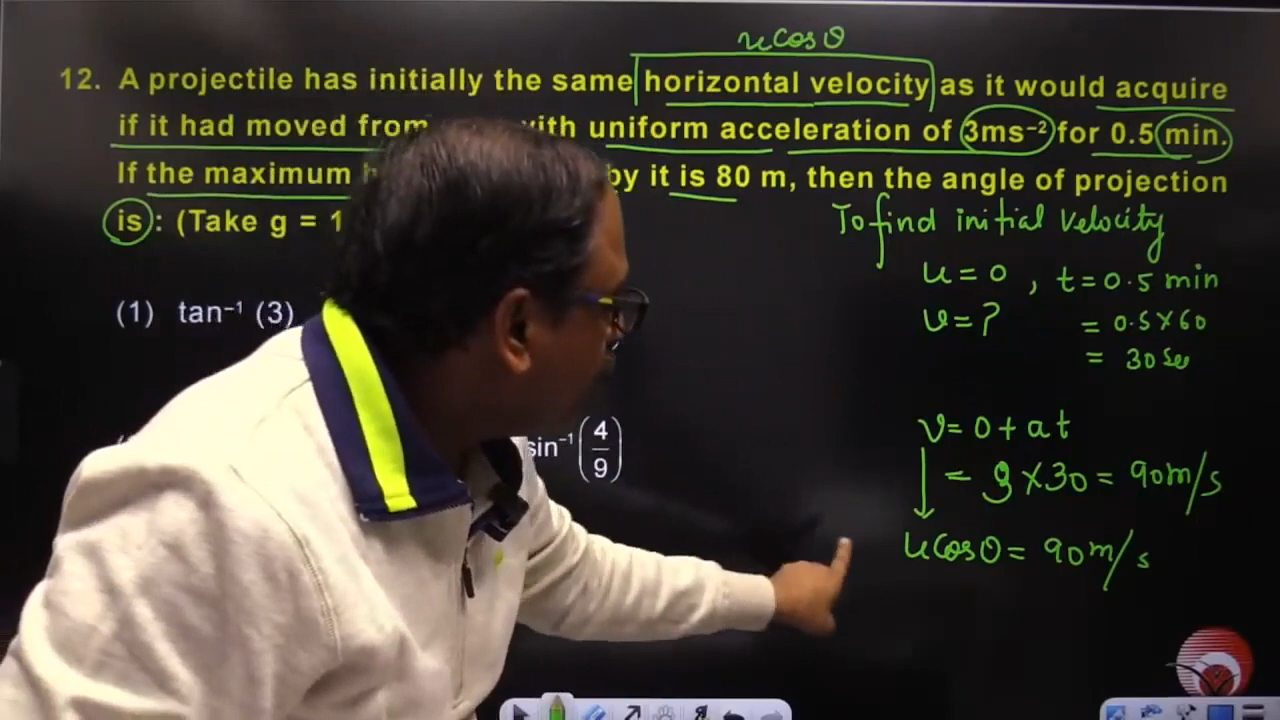 u cos θ
12. A projectile has initially the same horizontal velocity as it would acquire
if it had moved from with uniform acceleration of 3ms⁻² for 0.5 min.
If the maximum by it is 80 m, then the angle of projection
is : (Take g = 1
To find initial velocity
u = 0 , t = 0.5 min
v = ? = 0.5 × 60
= 30 Sec
(1) tan⁻¹ (3)
v = 0 + at
sin⁻¹ (4/9)
= 3 × 30 = 90 m/s
u cos θ = 90 m/s